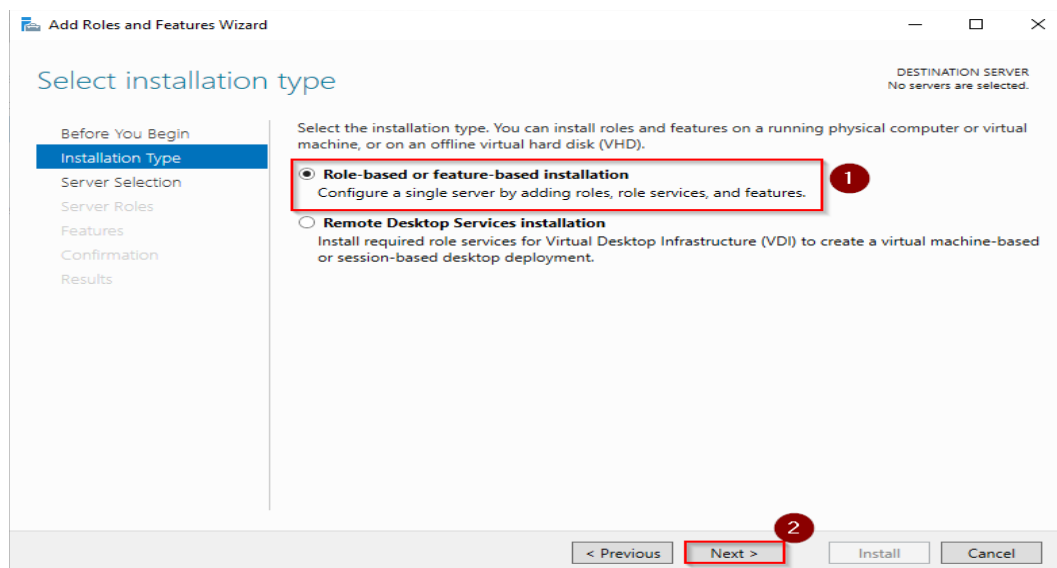 Add Roles and Features Wizard
Select installation type
DESTINATION SERVER
No servers are selected.
Before You Begin
Installation Type
Server Selection
Server Roles
Features
Confirmation
Results
Select the installation type. You can install roles and features on a running physical computer or virtual
machine, or on an offline virtual hard disk (VHD).
Role-based or feature-based installation
Configure a single server by adding roles, role services, and features.
1
Remote Desktop Services installation
Install required role services for Virtual Desktop Infrastructure (VDI) to create a virtual machine-based
or session-based desktop deployment.
2
< Previous
Next >
Install
Cancel